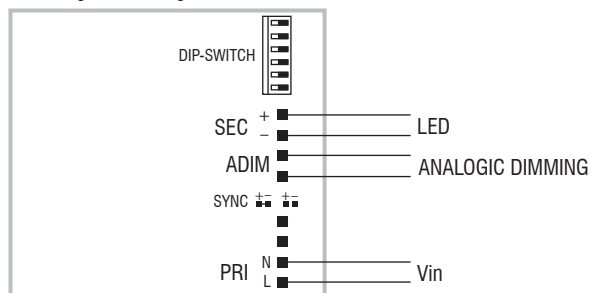 DIP-SWITCH
+
SEC
–
LED
ADIM
ANALOGIC DIMMING
SYNC +– +–
N
PRI
L
Vin